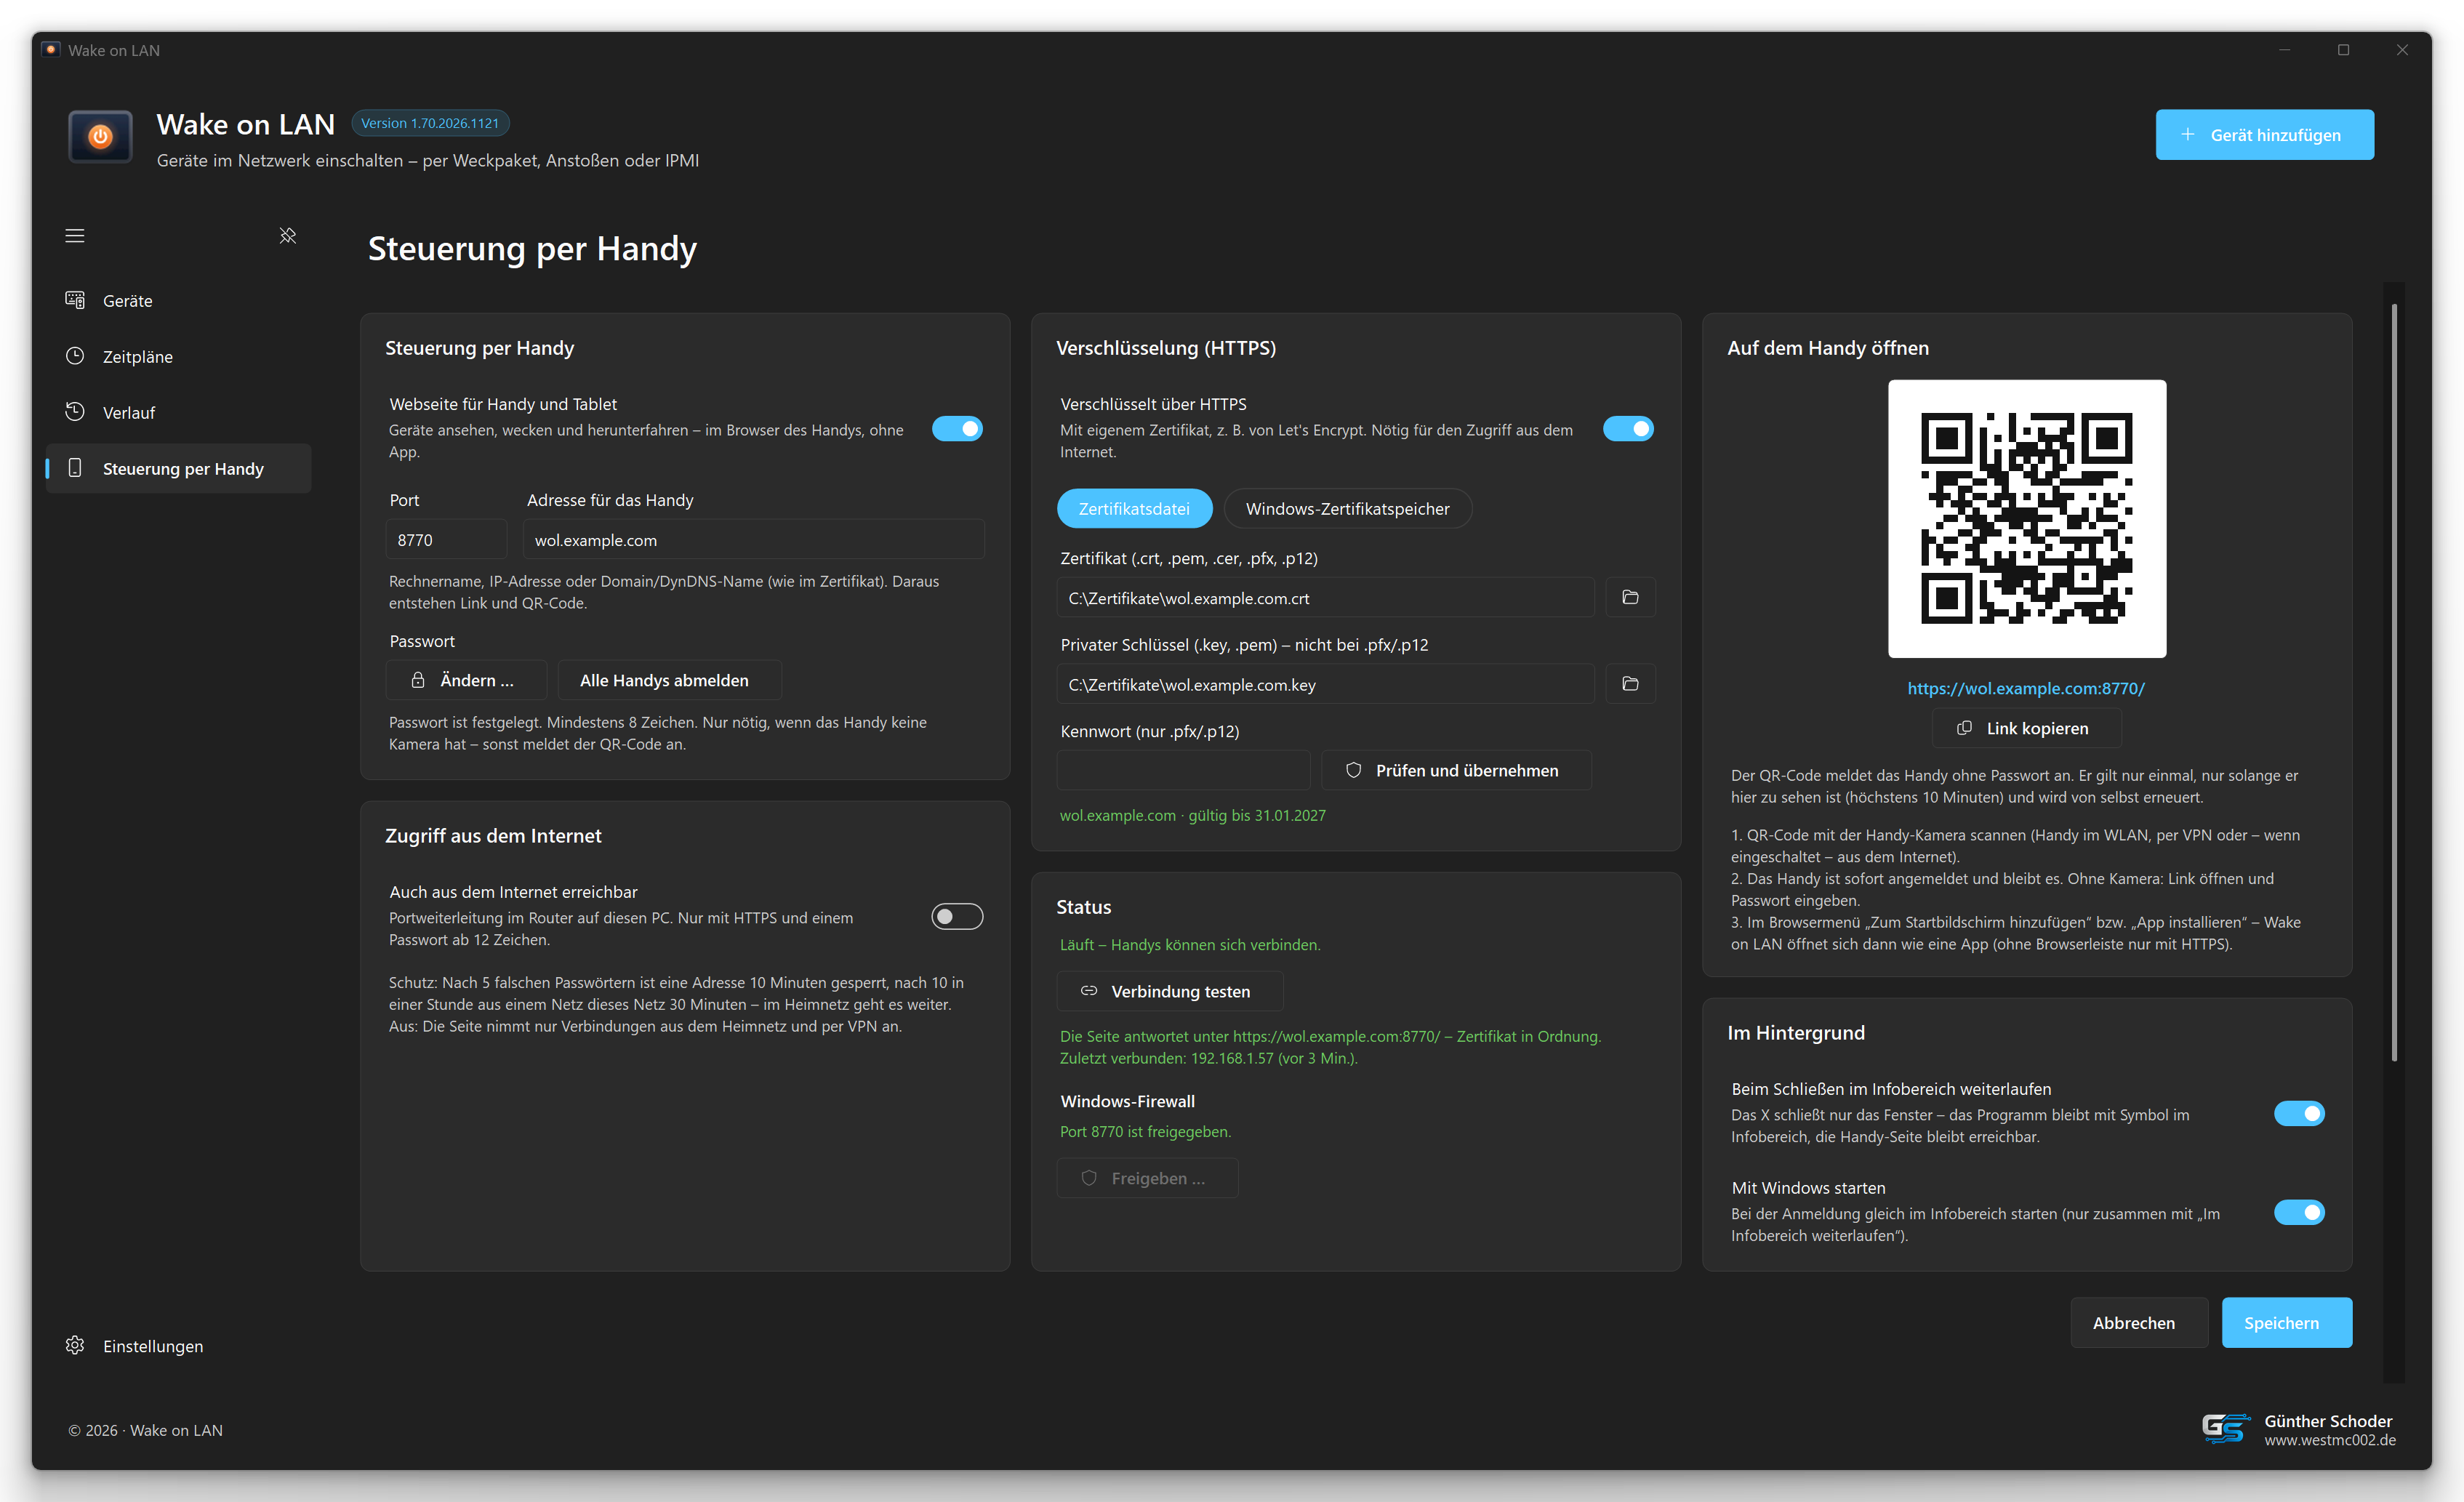 Wake on LAN
Wake on LAN
Version 1.70.2026.1121
Geräte im Netzwerk einschalten – per Weckpaket, Anstoßen oder IPMI
Gerät hinzufügen
Geräte
Zeitpläne
Verlauf
Steuerung per Handy
Einstellungen
Steuerung per Handy
Steuerung per Handy
Webseite für Handy und Tablet
Geräte ansehen, wecken und herunterfahren – im Browser des Handys, ohne
App.
Port
Adresse für das Handy
8770
wol.example.com
Rechnername, IP-Adresse oder Domain/DynDNS-Name (wie im Zertifikat). Daraus
entstehen Link und QR-Code.
Passwort
Ändern ...
Alle Handys abmelden
Passwort ist festgelegt. Mindestens 8 Zeichen. Nur nötig, wenn das Handy keine
Kamera hat – sonst meldet der QR-Code an.
Zugriff aus dem Internet
Auch aus dem Internet erreichbar
Portweiterleitung im Router auf diesen PC. Nur mit HTTPS und einem
Passwort ab 12 Zeichen.
Schutz: Nach 5 falschen Passwörtern ist eine Adresse 10 Minuten gesperrt, nach 10 in
einer Stunde aus einem Netz dieses Netz 30 Minuten – im Heimnetz geht es weiter.
Aus: Die Seite nimmt nur Verbindungen aus dem Heimnetz und per VPN an.
Verschlüsselung (HTTPS)
Verschlüsselt über HTTPS
Mit eigenem Zertifikat, z. B. von Let's Encrypt. Nötig für den Zugriff aus dem
Internet.
Zertifikatsdatei
Windows-Zertifikatspeicher
Zertifikat (.crt, .pem, .cer, .pfx, .p12)
C:\Zertifikate\wol.example.com.crt
Privater Schlüssel (.key, .pem) – nicht bei .pfx/.p12
C:\Zertifikate\wol.example.com.key
Kennwort (nur .pfx/.p12)
Prüfen und übernehmen
wol.example.com · gültig bis 31.01.2027
Status
Läuft – Handys können sich verbinden.
Verbindung testen
Die Seite antwortet unter https://wol.example.com:8770/ – Zertifikat in Ordnung.
Zuletzt verbunden: 192.168.1.57 (vor 3 Min.).
Windows-Firewall
Port 8770 ist freigegeben.
Freigeben ...
Auf dem Handy öffnen
https://wol.example.com:8770/
Link kopieren
Der QR-Code meldet das Handy ohne Passwort an. Er gilt nur einmal, nur solange er
hier zu sehen ist (höchstens 10 Minuten) und wird von selbst erneuert.
1. QR-Code mit der Handy-Kamera scannen (Handy im WLAN, per VPN oder – wenn
eingeschaltet – aus dem Internet).
2. Das Handy ist sofort angemeldet und bleibt es. Ohne Kamera: Link öffnen und
Passwort eingeben.
3. Im Browsermenü „Zum Startbildschirm hinzufügen“ bzw. „App installieren“ – Wake
on LAN öffnet sich dann wie eine App (ohne Browserleiste nur mit HTTPS).
Im Hintergrund
Beim Schließen im Infobereich weiterlaufen
Das X schließt nur das Fenster – das Programm bleibt mit Symbol im
Infobereich, die Handy-Seite bleibt erreichbar.
Mit Windows starten
Bei der Anmeldung gleich im Infobereich starten (nur zusammen mit „Im
Infobereich weiterlaufen“).
Abbrechen
Speichern
© 2026 · Wake on LAN
GS
Günther Schoder
www.westmc002.de